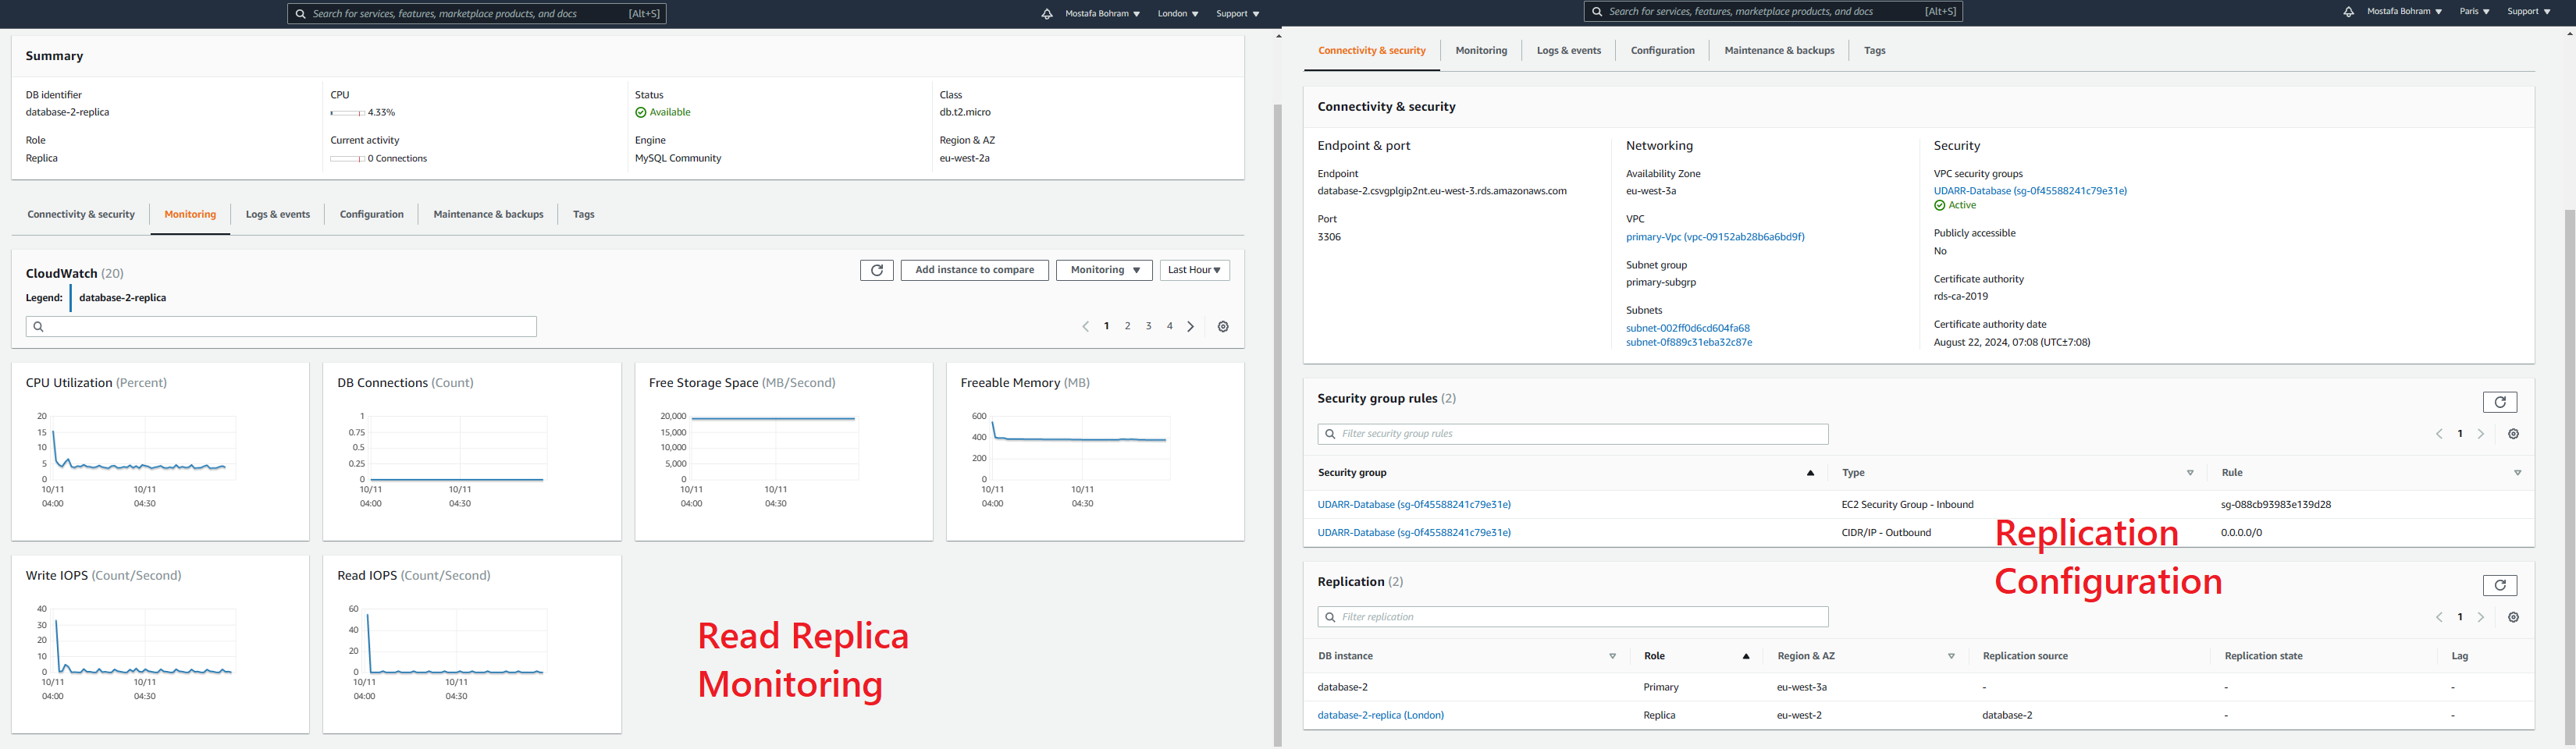 Search for services, features, marketplace products, and docs [Alt+S] Mostafa Bohram London Support
Summary
DB identifier CPU Status Class
database-2-replica 4.33% Available db.t2.micro
Role Current activity Engine Region & AZ
Replica 0 Connections MySQL Community eu-west-2a
Connectivity & security Monitoring Logs & events Configuration Maintenance & backups Tags
CloudWatch (20) Add instance to compare Monitoring Last Hour
Legend: database-2-replica
1 2 3 4
CPU Utilization (Percent)
20
15
10
5
0
10/11 10/11
04:00 04:30
DB Connections (Count)
1
0.75
0.5
0.25
0
10/11 10/11
04:00 04:30
Free Storage Space (MB/Second)
20,000
15,000
10,000
5,000
0
10/11 10/11
04:00 04:30
Freeable Memory (MB)
600
400
200
0
10/11 10/11
04:00 04:30
Write IOPS (Count/Second)
40
30
20
10
0
10/11 10/11
04:00 04:30
Read IOPS (Count/Second)
60
40
20
0
10/11 10/11
04:00 04:30
Read Replica
Monitoring
Search for services, features, marketplace products, and docs [Alt+S] Mostafa Bohram Paris Support
Connectivity & security Monitoring Logs & events Configuration Maintenance & backups Tags
Connectivity & security
Endpoint & port
Endpoint
database-2.csvgplgip2nt.eu-west-3.rds.amazonaws.com
Port
3306
Networking
Availability Zone
eu-west-3a
VPC
primary-Vpc (vpc-09152ab28b6a6bd9f)
Subnet group
primary-subgrp
Subnets
subnet-002ff0d6cd604fa68
subnet-0f889c31eba32c87e
Security
VPC security groups
UDARR-Database (sg-0f45588241c79e31e)
Active
Publicly accessible
No
Certificate authority
rds-ca-2019
Certificate authority date
August 22, 2024, 07:08 (UTC±7:08)
Security group rules (2)
Filter security group rules
1
Security group Type Rule
UDARR-Database (sg-0f45588241c79e31e) EC2 Security Group - Inbound sg-088cb93983e139d28
UDARR-Database (sg-0f45588241c79e31e) CIDR/IP - Outbound 0.0.0.0/0
Replication
Configuration
Replication (2)
Filter replication
1
DB instance Role Region & AZ Replication source Replication state Lag
database-2 Primary eu-west-3a - - -
database-2-replica (London) Replica eu-west-2 database-2 - -